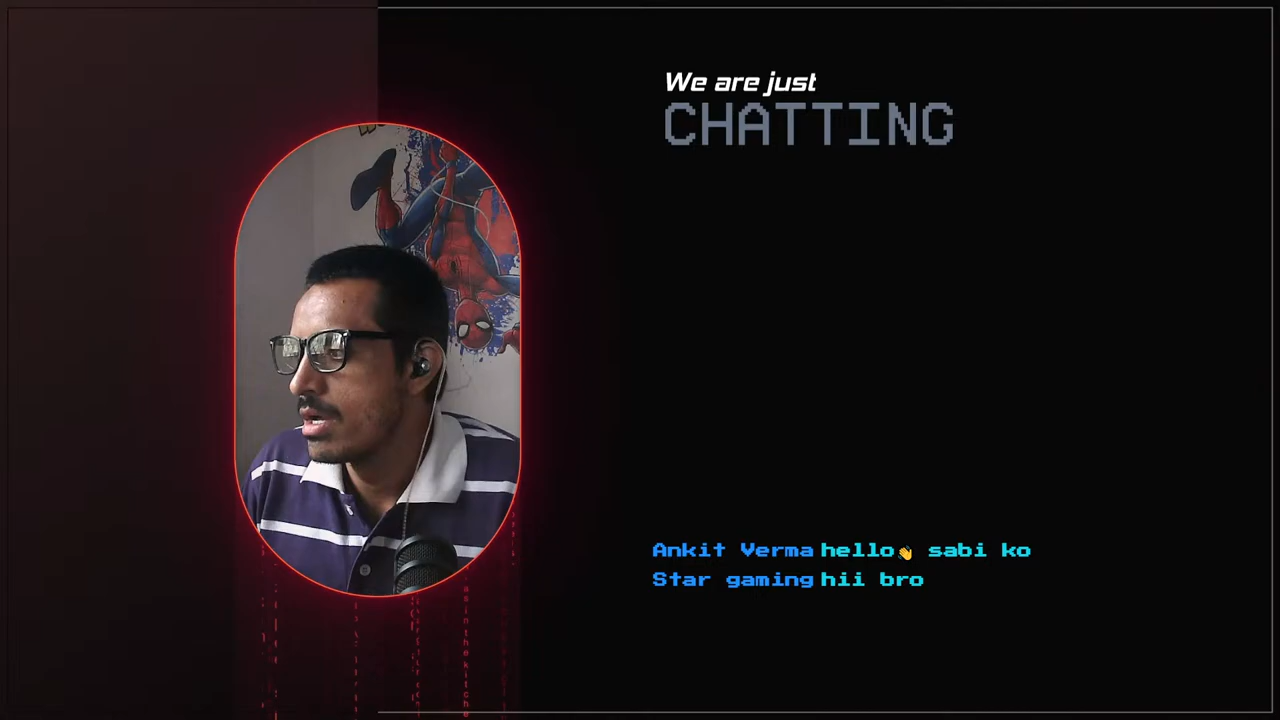 We are just
CHATTING
Ankit Verma hello👋 sabi ko
Star gaming hii bro